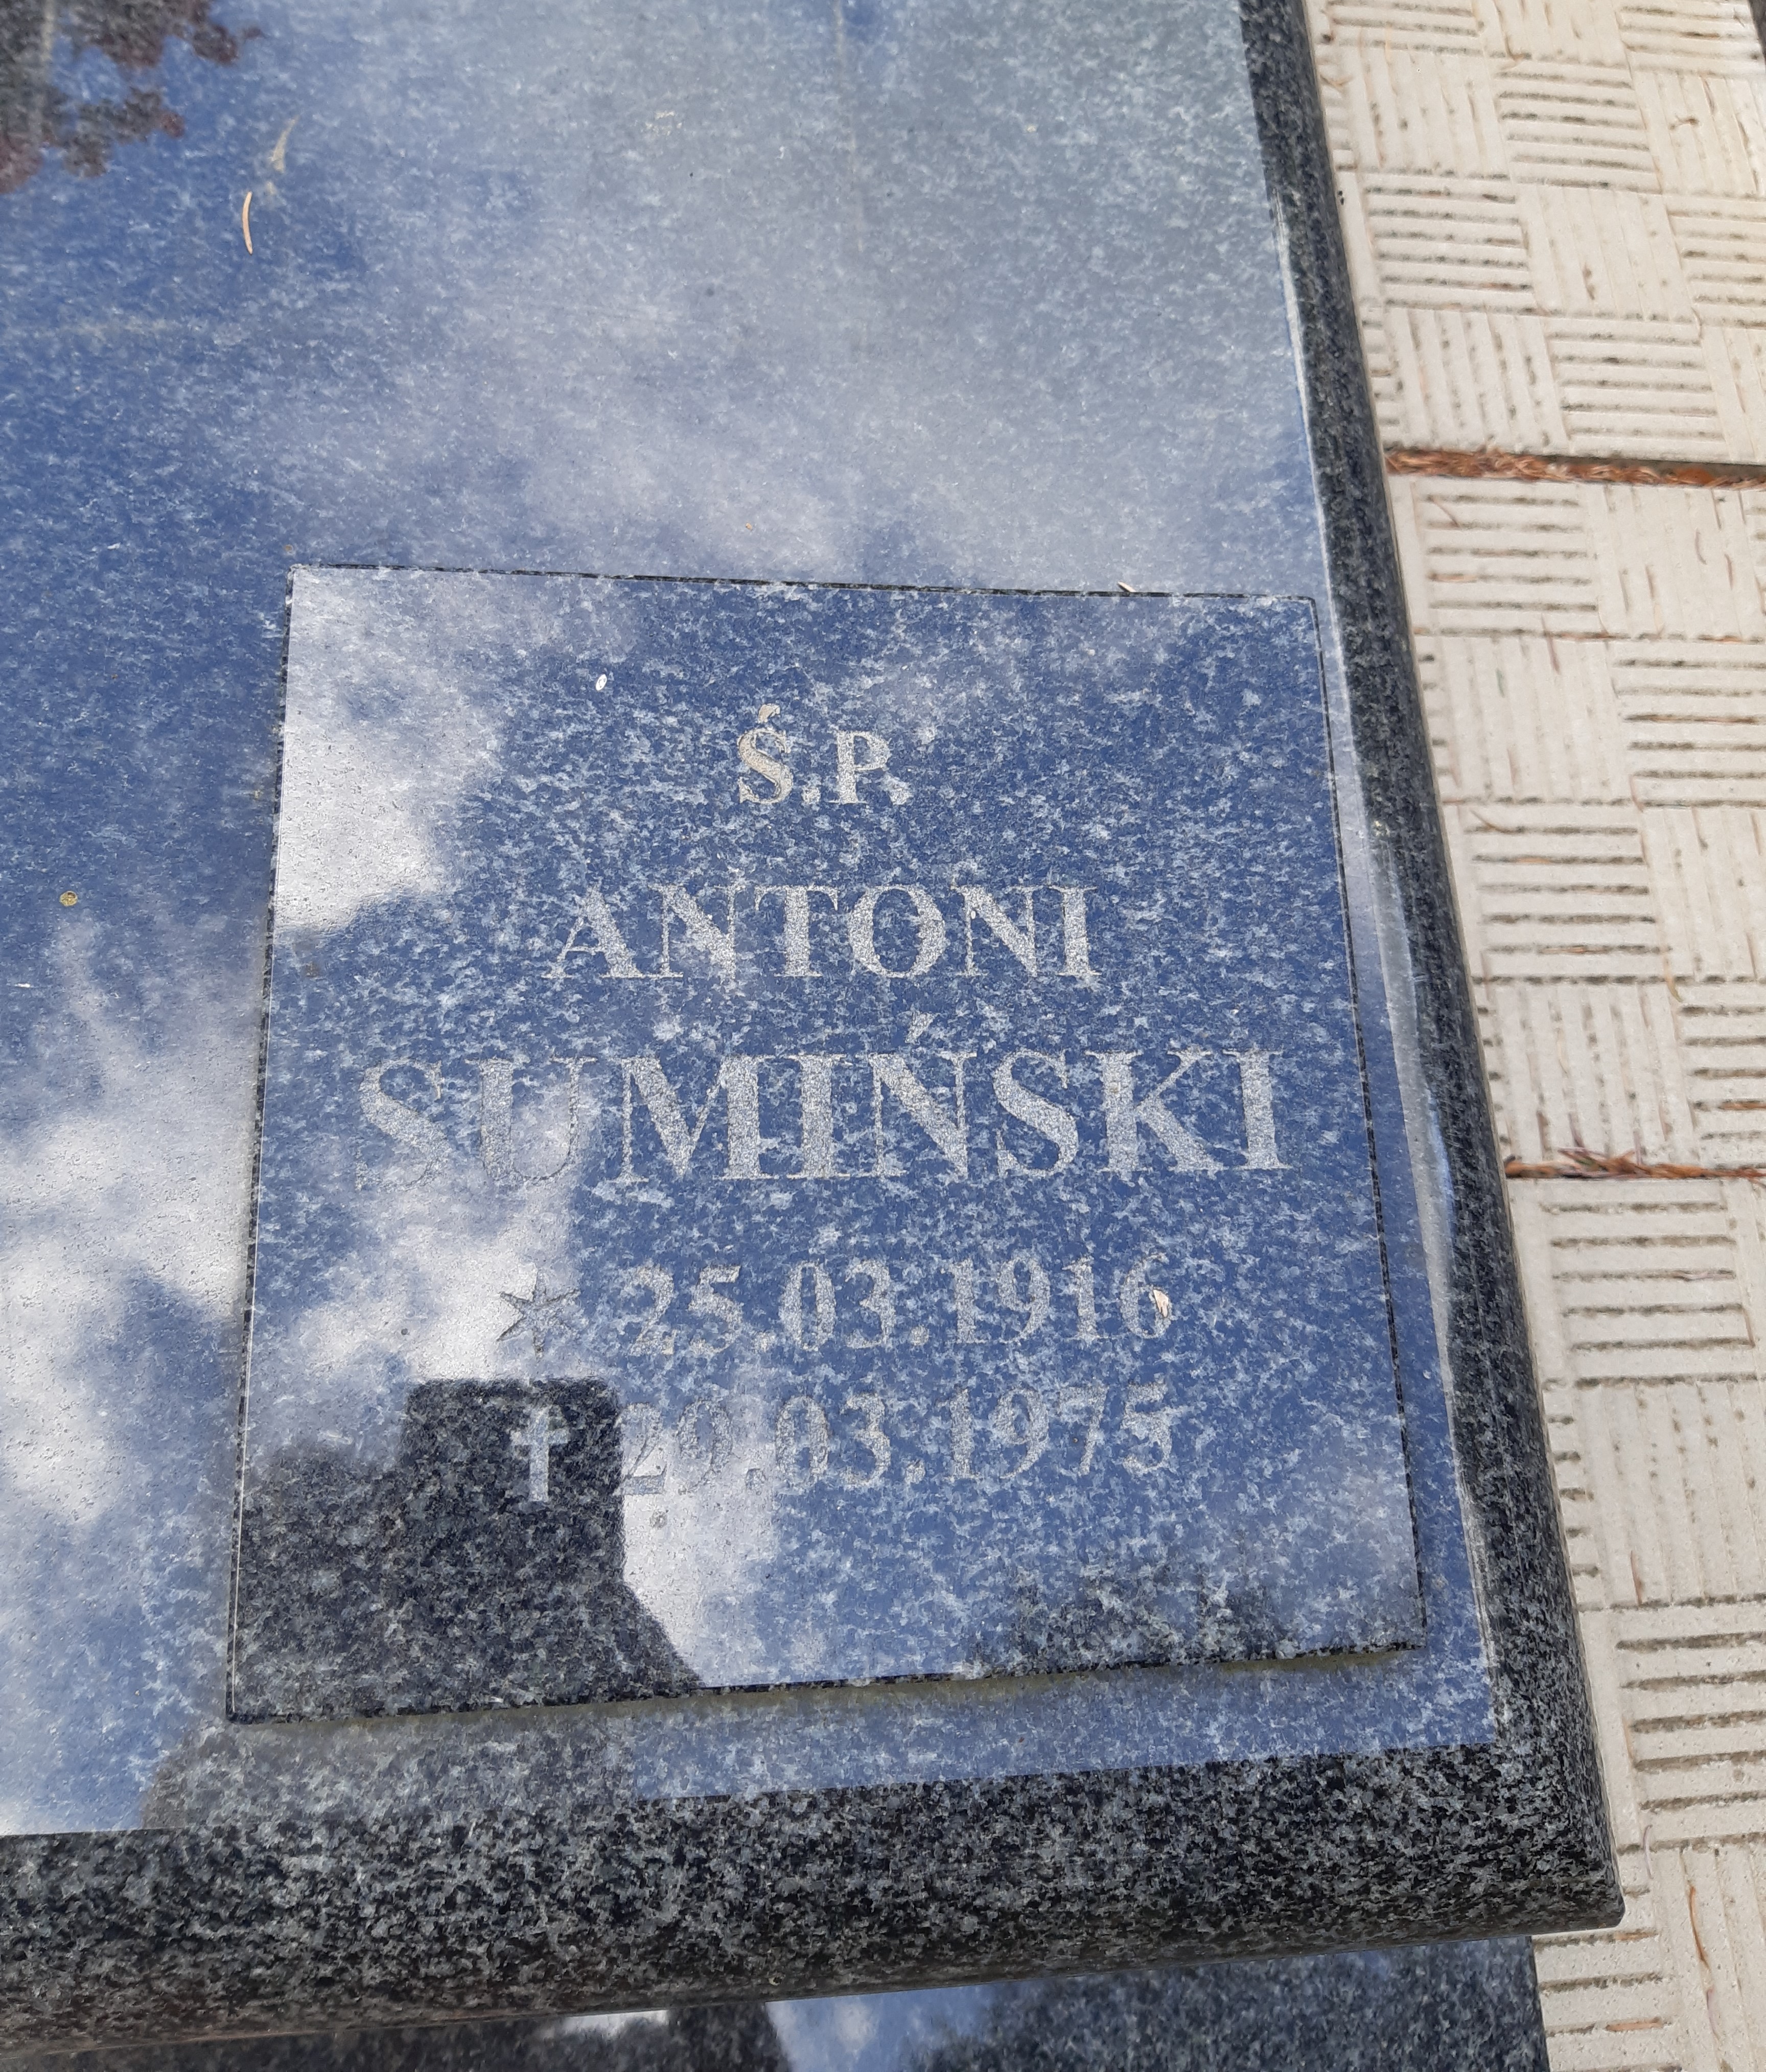 Ś.P.
ANTONI
SUMIŃSKI
* 25.03.1916
† 29.03.1975